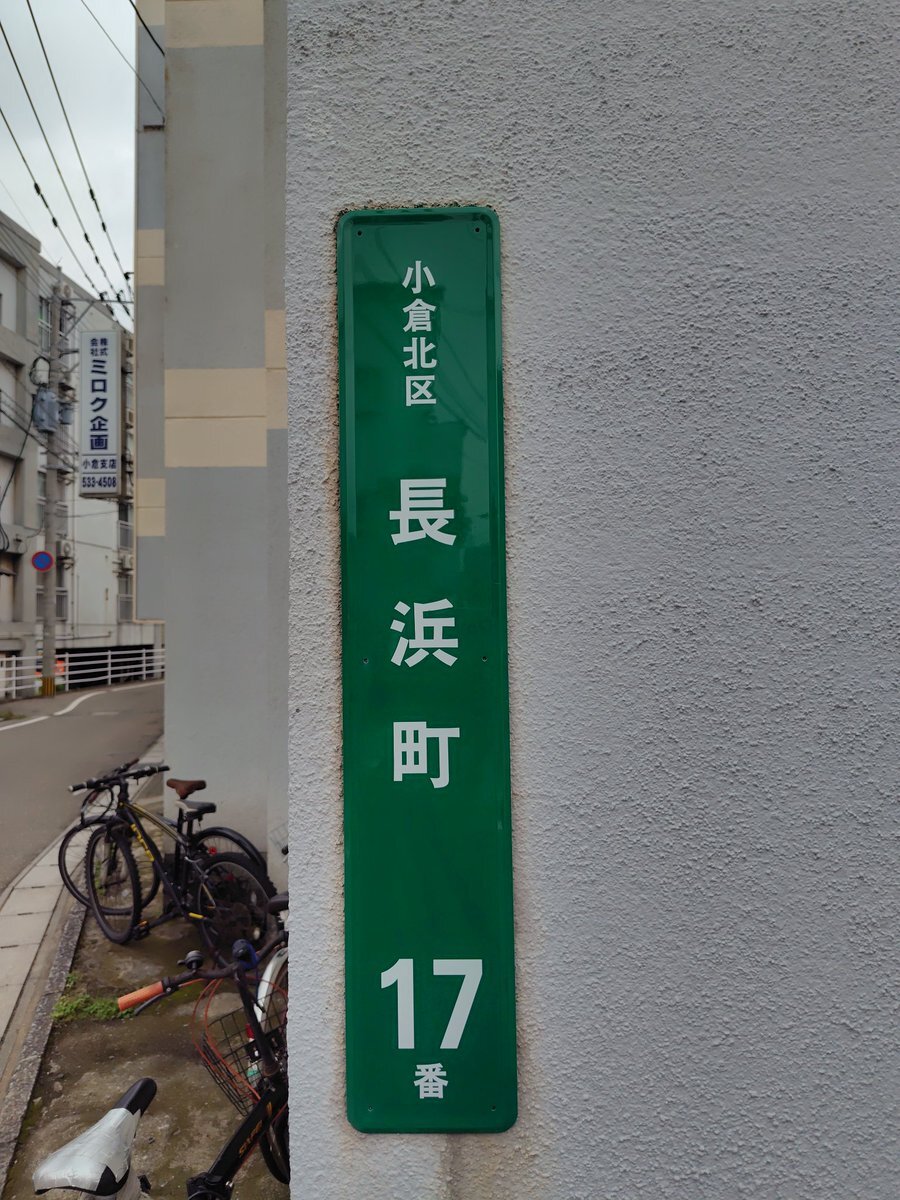 小倉北区
長浜町
17
番
株式
会社
ミロク企画
小倉支店
533-4508